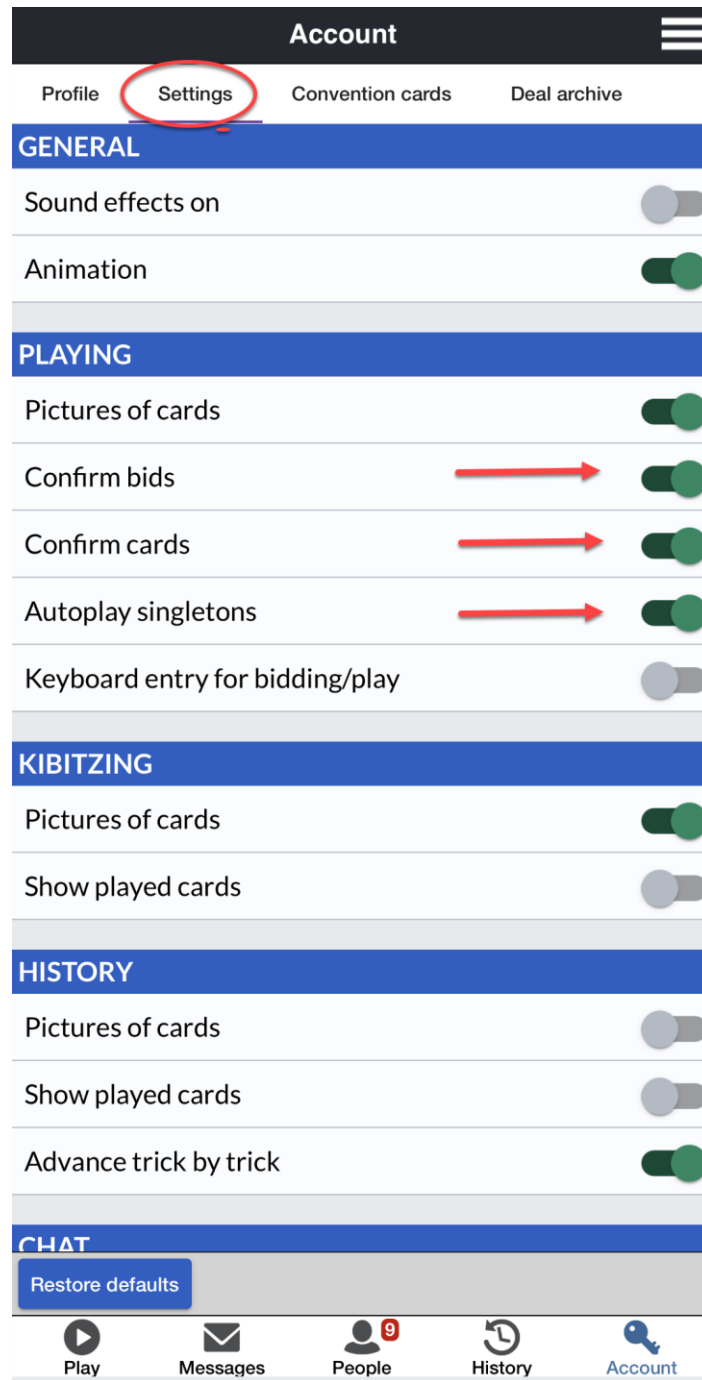 Account
Profile Settings Convention cards Deal archive
GENERAL
Sound effects on
Animation
PLAYING
Pictures of cards
Confirm bids
Confirm cards
Autoplay singletons
Keyboard entry for bidding/play
KIBITZING
Pictures of cards
Show played cards
HISTORY
Pictures of cards
Show played cards
Advance trick by trick
CHAT
Restore defaults
9
Play Messages People History Account